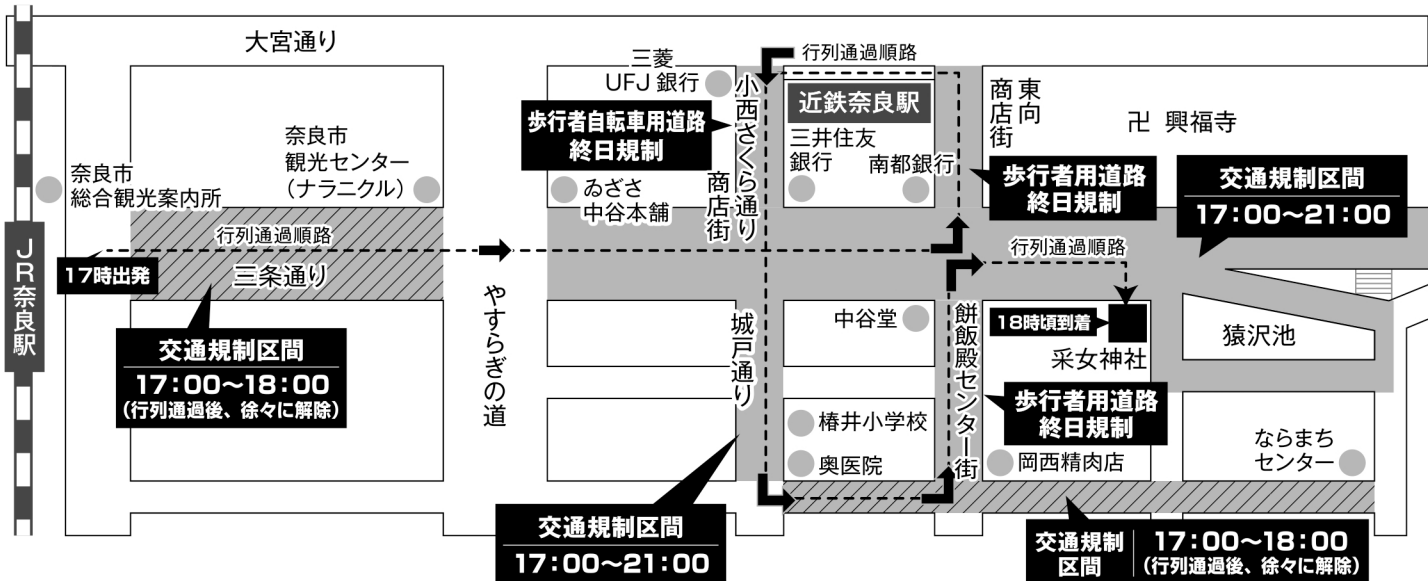 大宮通り
三菱
UFJ 銀行
行列通過順路
小西さくら通り
商店街
近鉄奈良駅
東向
商店街
卍 興福寺
歩行者自転車用道路
終日規制
三井住友
銀行
南都銀行
歩行者用道路
終日規制
交通規制区間
17:00〜21:00
奈良市
総合観光案内所
奈良市
観光センター
(ナラニクル)
ゐざさ
中谷本舗
JR奈良駅
17時出発
行列通過順路
三条通り
行列通過順路
交通規制区間
17:00〜18:00
(行列通過後、徐々に解除)
やすらぎの道
城戸通り
中谷堂
餅飯殿センター街
18時頃到着
采女神社
猿沢池
歩行者用道路
終日規制
椿井小学校
奥医院
岡西精肉店
ならまち
センター
交通規制区間
17:00〜21:00
交通規制
区間
17:00〜18:00
(行列通過後、徐々に解除)